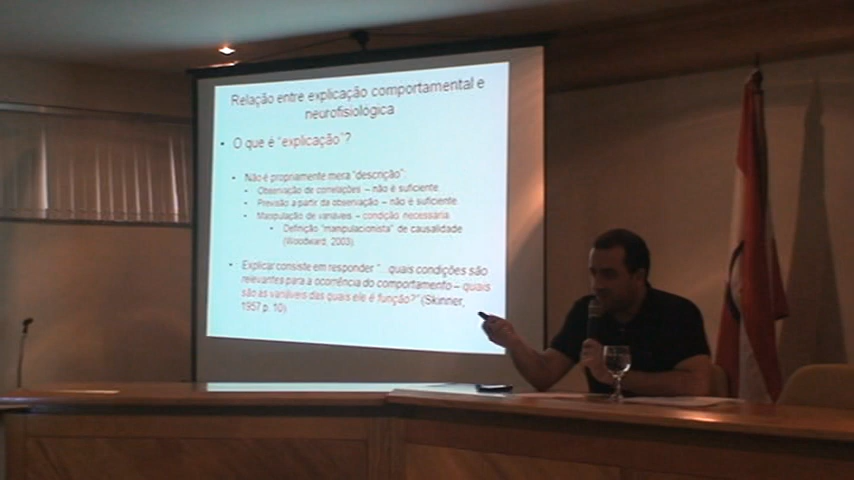 Relação entre explicação comportamental e
neurofisiológica
• O que é "explicação"?
• Não é propriamente mera "descrição":
• Observação de correlações – não é suficiente.
• Previsão a partir da observação – não é suficiente.
• Manipulação de variáveis – condição necessária.
• Definição "manipulacionista" de causalidade
(Woodward, 2003).
• Explicar consiste em responder "...quais condições são
relevantes para a ocorrência do comportamento – quais
são as variáveis das quais ele é função?" (Skinner,
1957 p. 10)